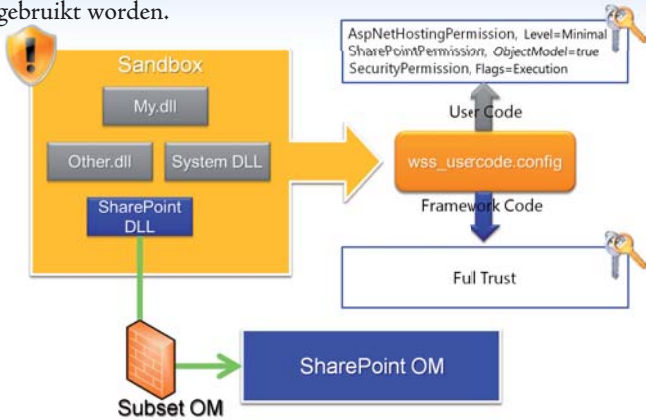 gebruikt worden.
AspNetHostingPermission, Level=Minimal
SharePointPermission, ObjectModel=true
SecurityPermission, Flags=Execution
Sandbox
My.dll
User Code
Other.dll
System DLL
wss_usercode.config
SharePoint
DLL
Framework Code
Full Trust
SharePoint OM
Subset OM